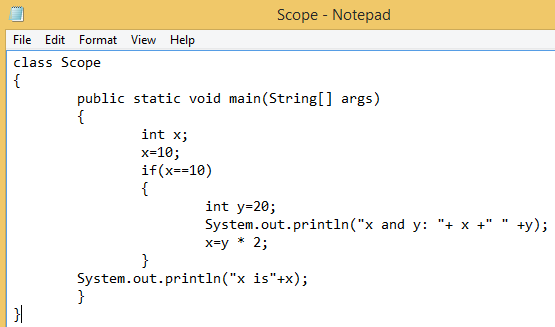 Scope - Notepad
File Edit Format View Help
class Scope
{
        public static void main(String[] args)
        {
                int x;
                x=10;
                if(x==10)
                {
                        int y=20;
                        System.out.println("x and y: "+ x +" " +y);
                        x=y * 2;
                }
        System.out.println("x is"+x);
        }
}